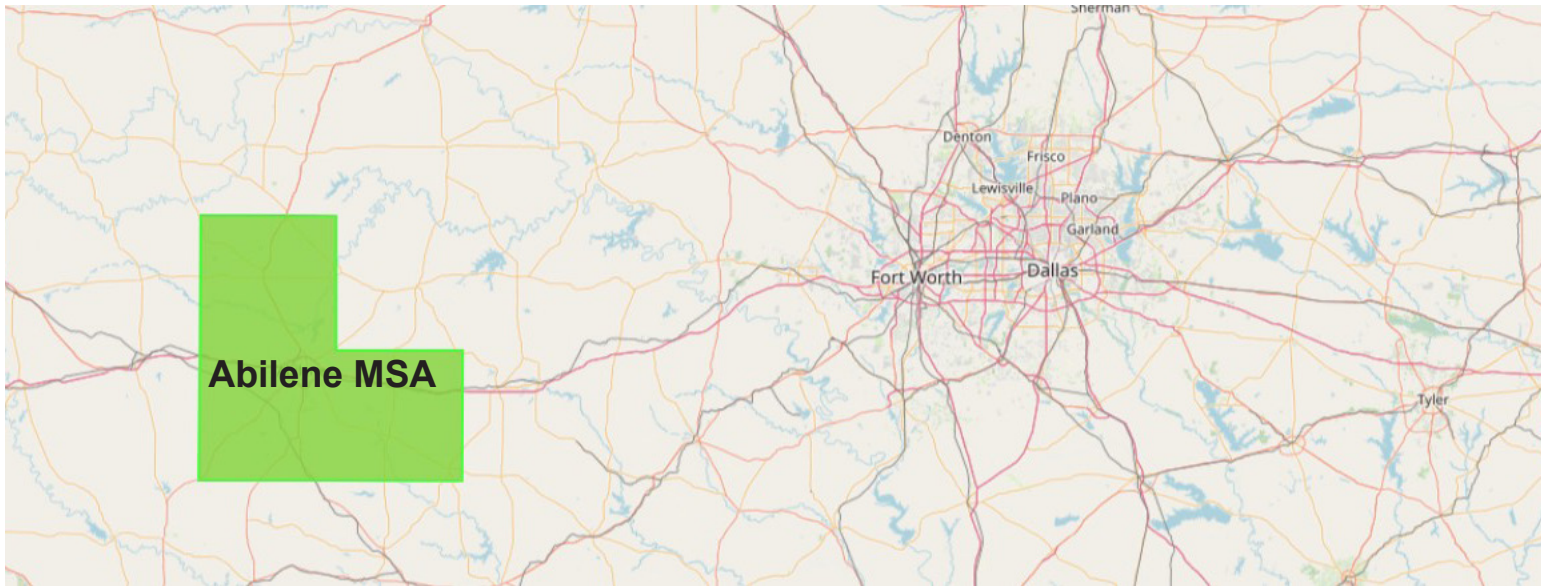 Sherman
Denton
Frisco
Lewisville
Plano
Garland
Fort Worth
Dallas
Abilene MSA
Tyler